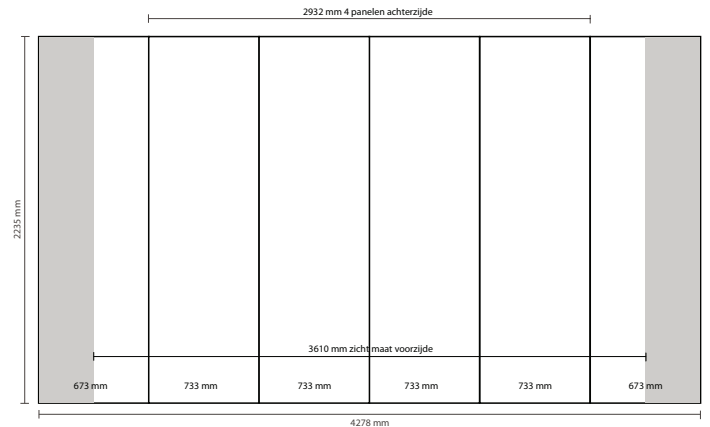 2932 mm 4 panelen achterzijde
2235 mm
3610 mm zicht maat voorzijde
673 mm 733 mm 733 mm 733 mm 733 mm 673 mm
4278 mm